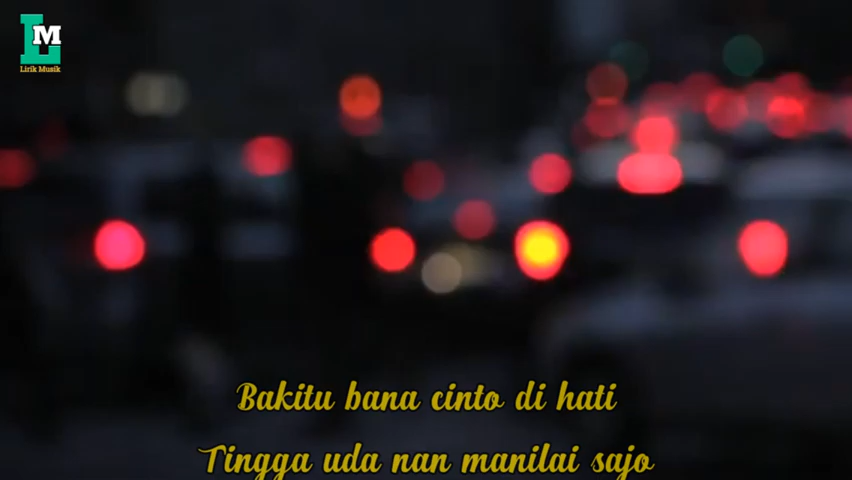 LM
Lirik Musik
Bakitu bana cinto di hati
Tingga uda nan manilai sajo